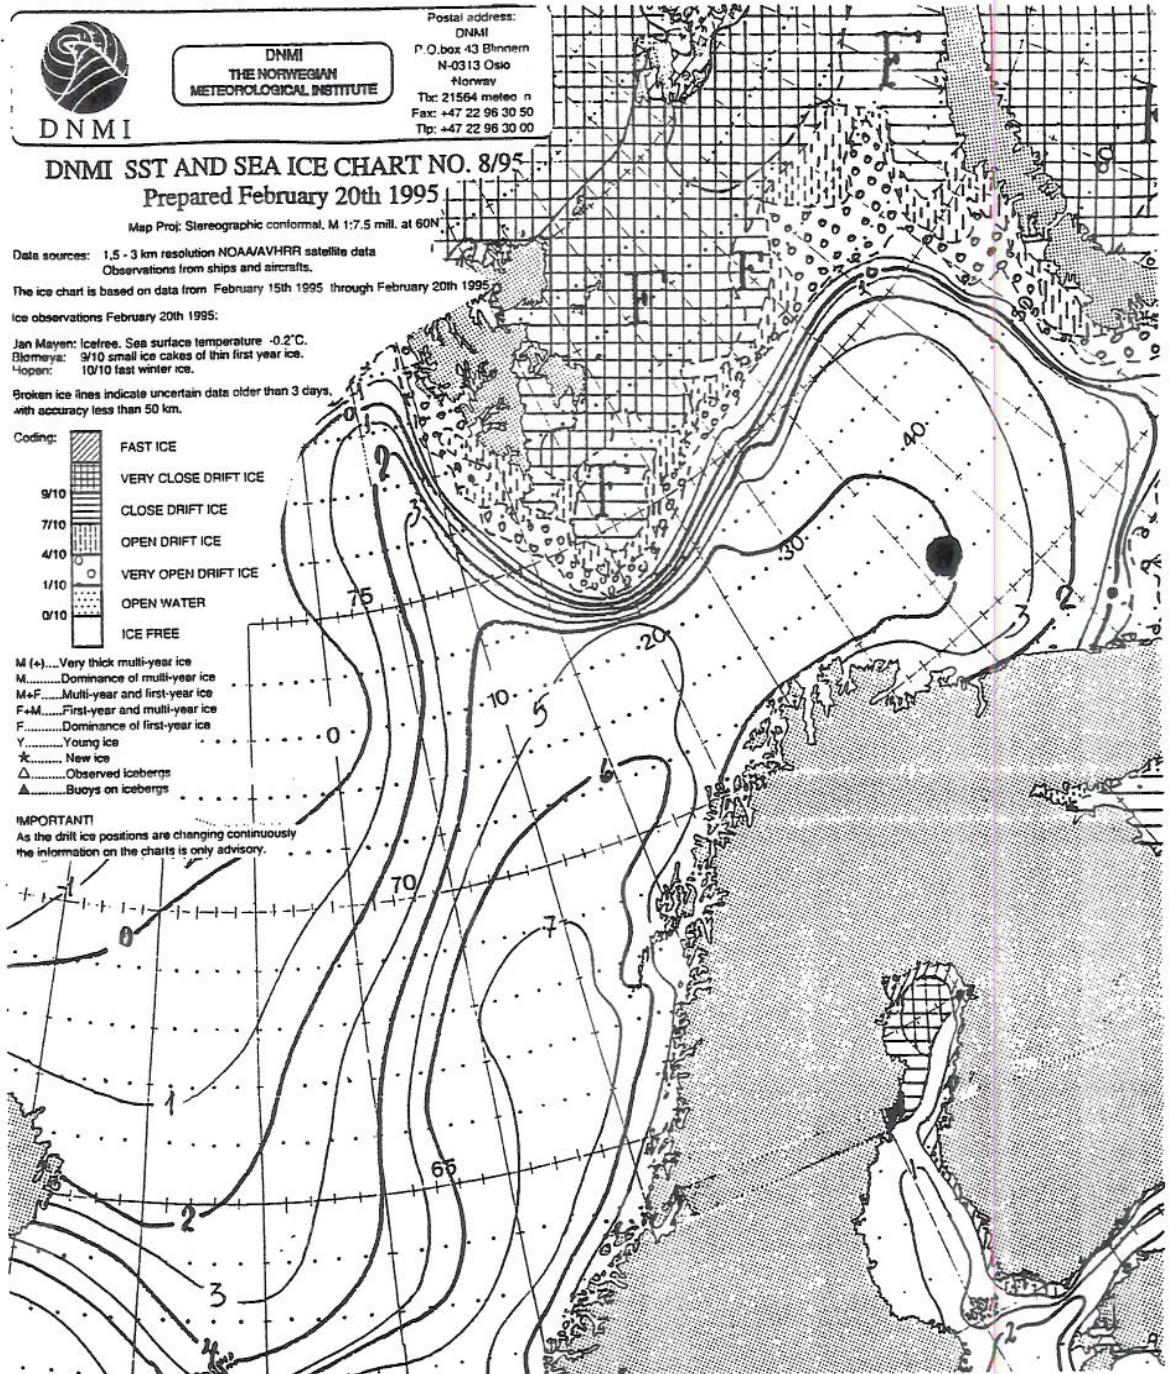 DNMI
DNMI
THE NORWEGIAN
METEOROLOGICAL INSTITUTE
Postal address:
DNMI
P.O.box 43 Blindern
N-0313 Oslo
Norway
Tlx: 21564 meteo n
Fax: +47 22 96 30 50
Tlp: +47 22 96 30 00
DNMI SST AND SEA ICE CHART NO. 8/95
Prepared February 20th 1995
Map Proj: Stereographic conformal, M 1:7.5 mill. at 60N
Data sources: 1,5 - 3 km resolution NOAA/AVHRR satellite data
Observations from ships and aircrafts.
The ice chart is based on data from February 15th 1995 through February 20th 1995
Ice observations February 20th 1995:
Jan Mayen: Icefree. Sea surface temperature -0.2°C.
Bjørnøya: 9/10 small ice cakes of thin first year ice.
Hopen: 10/10 fast winter ice.
Broken ice lines indicate uncertain data older than 3 days,
with accuracy less than 50 km.
Coding:
FAST ICE
VERY CLOSE DRIFT ICE
9/10
CLOSE DRIFT ICE
7/10
OPEN DRIFT ICE
4/10
VERY OPEN DRIFT ICE
1/10
OPEN WATER
0/10
ICE FREE
M (+)....Very thick multi-year ice
M..........Dominance of multi-year ice
M+F......Multi-year and first-year ice
F+M......First-year and multi-year ice
F...........Dominance of first-year ice
Y...........Young ice
New ice
Observed icebergs
Buoys on icebergs
IMPORTANT!
As the drift ice positions are changing continuously
the information on the charts is only advisory.
F
F
F
F
0
1
2
3
40
30
75
20
10
5
0
6
3
2
-1
0
70
7
1
65
2
3
4
1
2